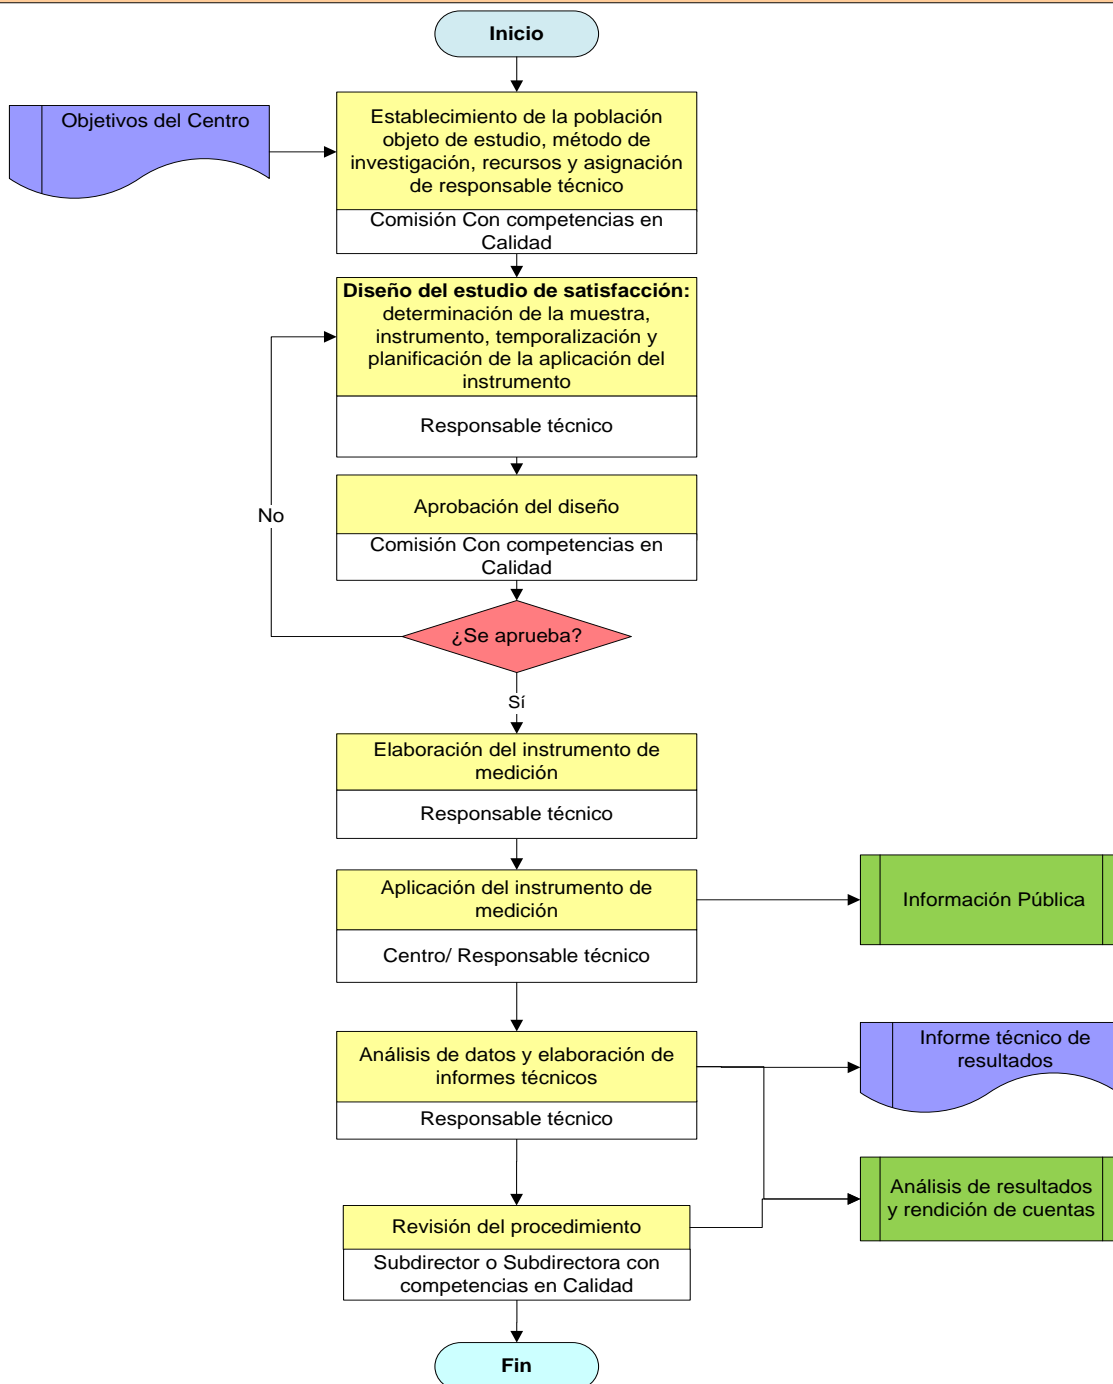 Inicio
Objetivos del Centro
Establecimiento de la población
objeto de estudio, método de
investigación, recursos y asignación
de responsable técnico
Comisión Con competencias en
Calidad
Diseño del estudio de satisfacción:
determinación de la muestra,
instrumento, temporalización y
planificación de la aplicación del
instrumento
Responsable técnico
Aprobación del diseño
Comisión Con competencias en
Calidad
No
¿Se aprueba?
Sí
Elaboración del instrumento de
medición
Responsable técnico
Aplicación del instrumento de
medición
Centro/ Responsable técnico
Información Pública
Análisis de datos y elaboración de
informes técnicos
Responsable técnico
Informe técnico de
resultados
Análisis de resultados
y rendición de cuentas
Revisión del procedimiento
Subdirector o Subdirectora con
competencias en Calidad
Fin